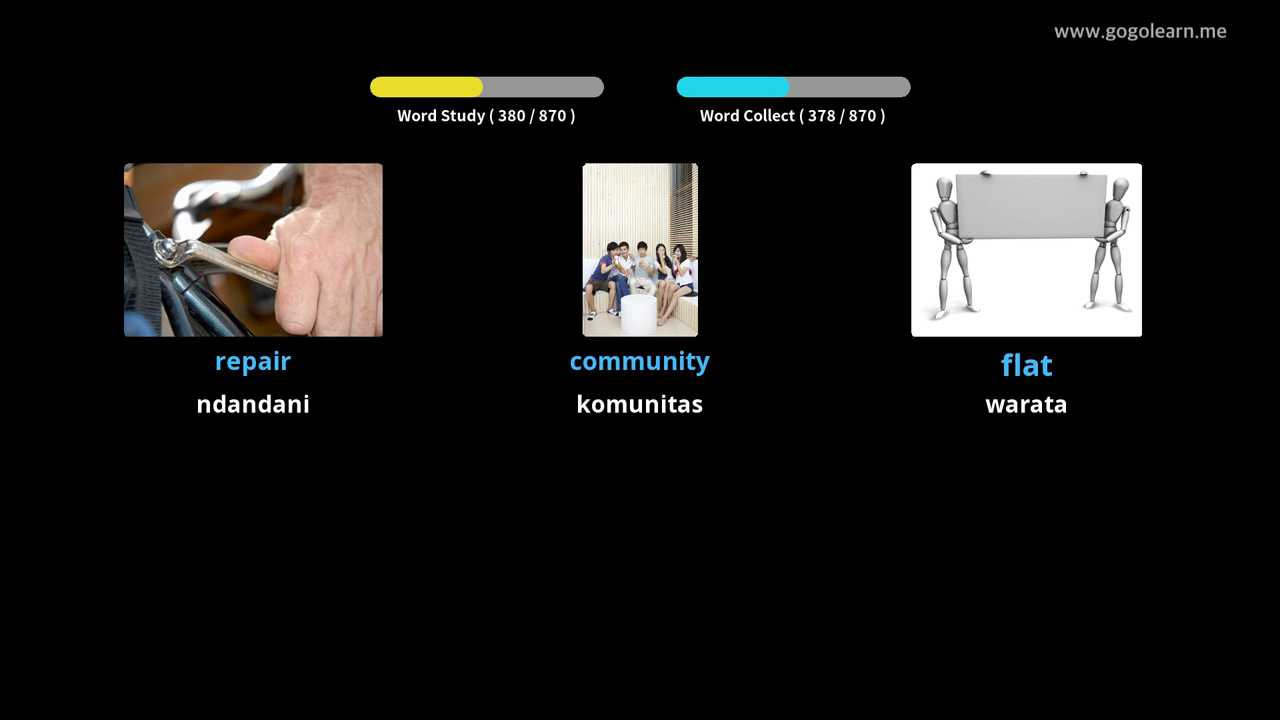 www.gogolearn.me
Word Study ( 380 / 870 )
Word Collect ( 378 / 870 )
repair
community
flat
ndandani
komunitas
warata